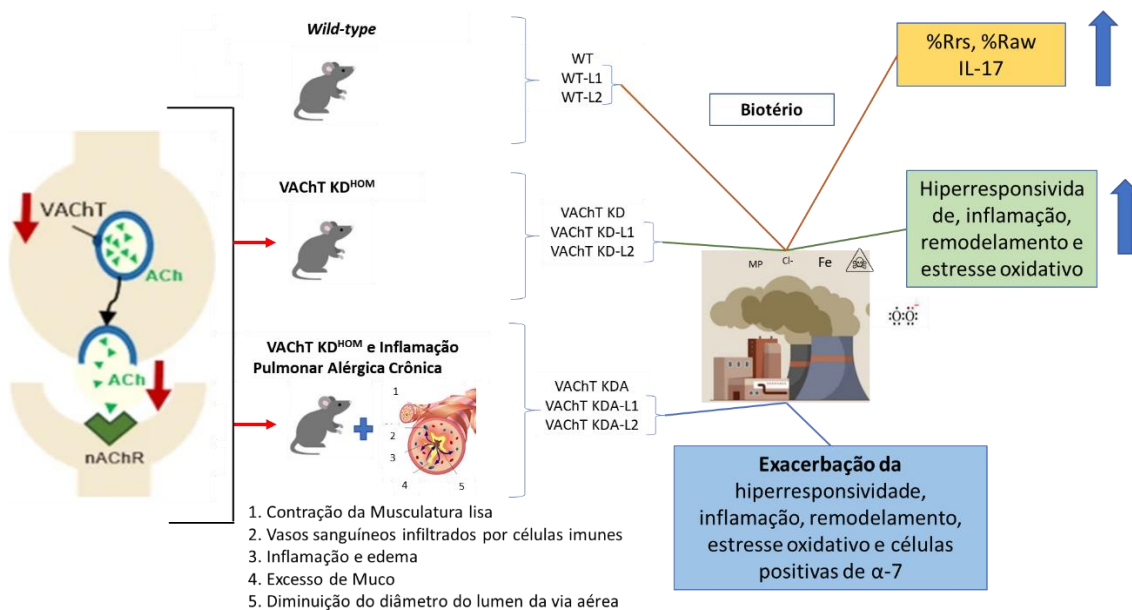 VAChT
ACh
ACh
nAChR
Wild-type
VAChT KDHOM
VAChT KDHOM e Inflamação
Pulmonar Alérgica Crônica
1
2
3
4
5
1. Contração da Musculatura lisa
2. Vasos sanguíneos infiltrados por células imunes
3. Inflamação e edema
4. Excesso de Muco
5. Diminuição do diâmetro do lumen da via aérea
WT
WT-L1
WT-L2
VAChT KD
VAChT KD-L1
VAChT KD-L2
VAChT KDA
VAChT KDA-L1
VAChT KDA-L2
Biotério
MP
Cl-
Fe
%Rrs, %Raw
IL-17
Hiperresponsivida
de, inflamação,
remodelamento e
estresse oxidativo
Exacerbação da
hiperresponsividade,
inflamação, remodelamento,
estresse oxidativo e células
positivas de α-7